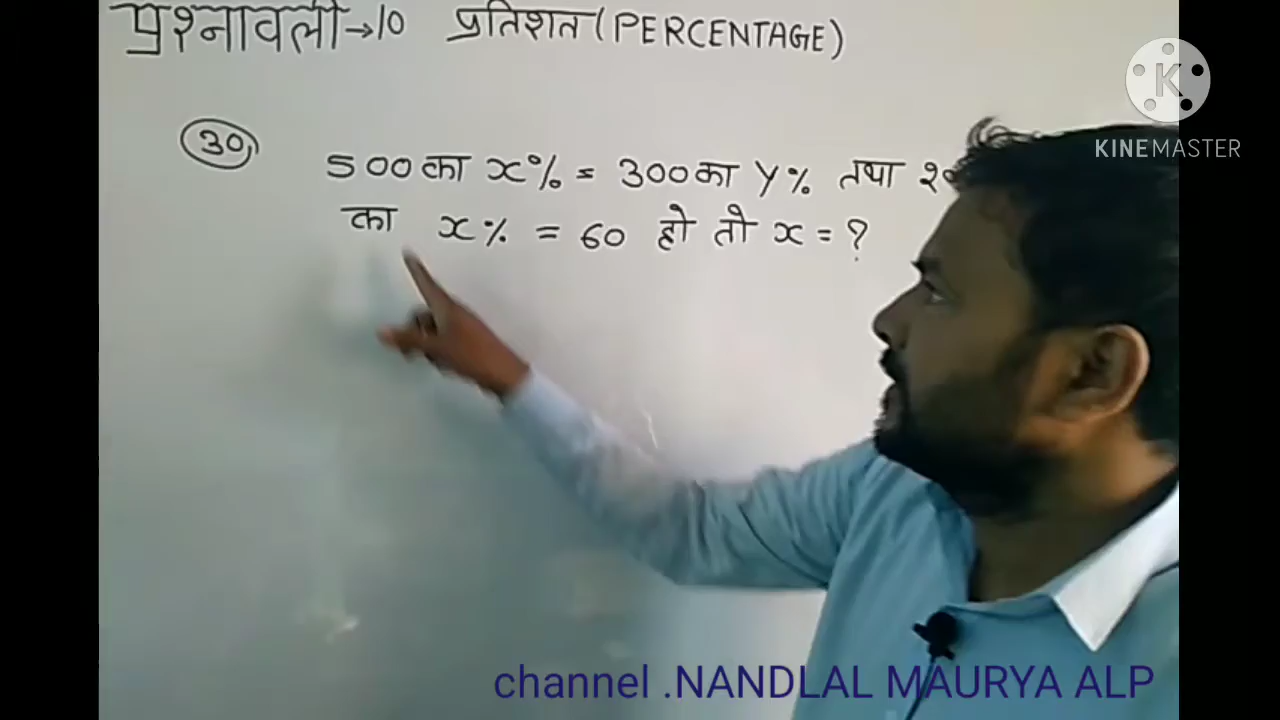 प्रश्नावली→10 प्रतिशत (PERCENTAGE)
30 500 का x% = 300 का y% तथा
का x% = 60 हो तो x = ?
K
KINEMASTER
channel .NANDLAL MAURYA ALP